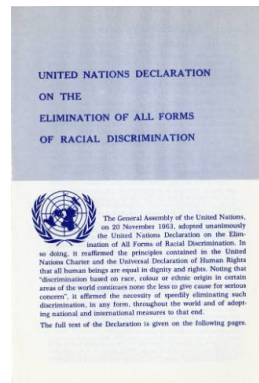 UNITED NATIONS DECLARATION
ON THE
ELIMINATION OF ALL FORMS
OF RACIAL DISCRIMINATION
The General Assembly of the United Nations,
on 20 November 1963, adopted unanimously
the United Nations Declaration on the Elim-
ination of All Forms of Racial Discrimination. In
so doing, it reaffirmed the principles contained in the United
Nations Charter and the Universal Declaration of Human Rights
that all human beings are equal in dignity and rights. Noting that
"discrimination based on race, colour or ethnic origin in certain
areas of the world continues none the less to give cause for serious
concern", it affirmed the necessity of speedily eliminating such
discrimination, in any form, throughout the world and of adopt-
ing national and international measures to that end.
The full text of the Declaration is given on the following pages.